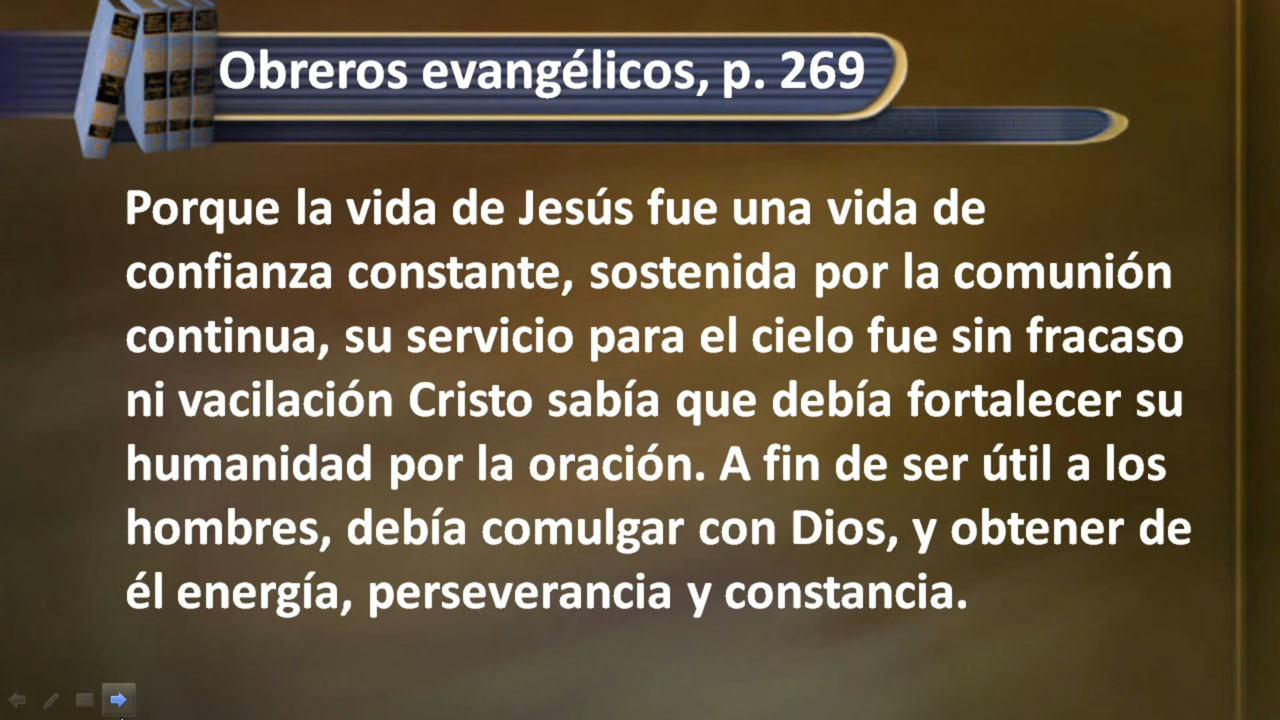 Obreros evangélicos, p. 269
Porque la vida de Jesús fue una vida de
confianza constante, sostenida por la comunión
continua, su servicio para el cielo fue sin fracaso
ni vacilación Cristo sabía que debía fortalecer su
humanidad por la oración. A fin de ser útil a los
hombres, debía comulgar con Dios, y obtener de
él energía, perseverancia y constancia.